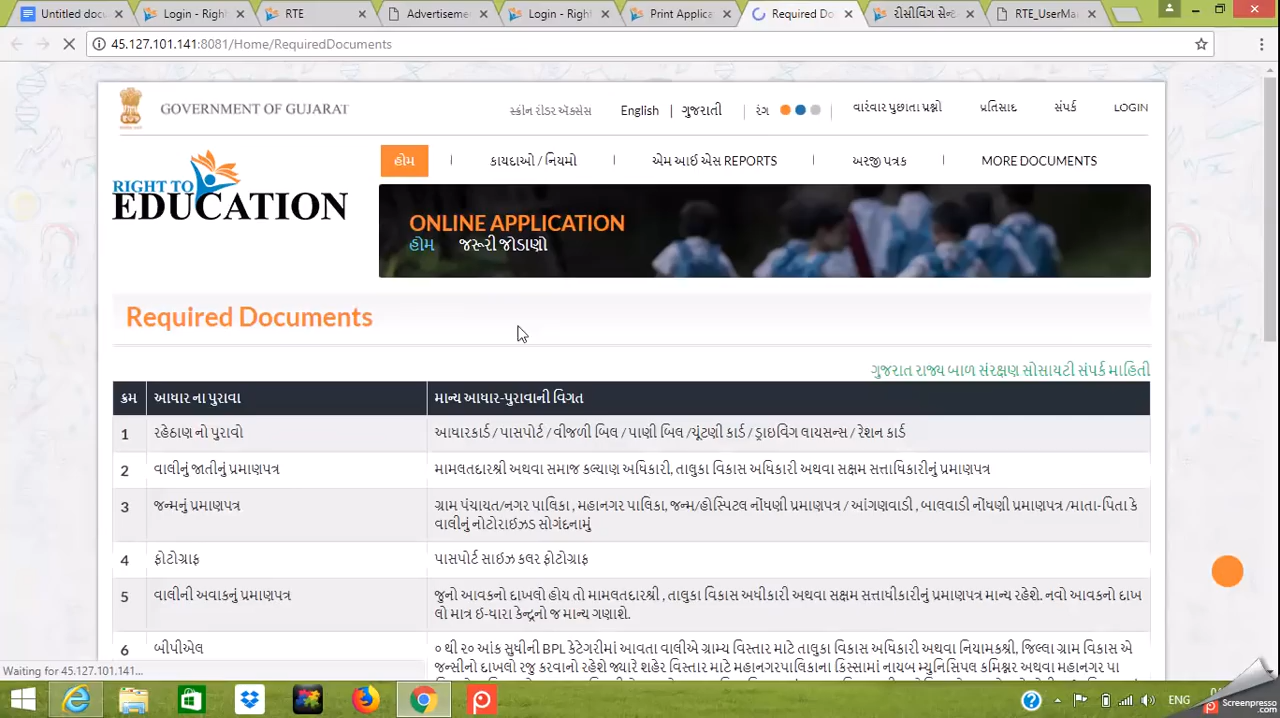 Untitled docu
Login - Righ
RTE
Advertiseme
Login - Righ
Print Applica
Required Do
રીસીવિંગ સેન્
RTE_UserMa
45.127.101.141:8081/Home/RequiredDocuments
GOVERNMENT OF GUJARAT
સ્ક્રીન રીડર ઍક્સેસ
English | ગુજરાતી
રંગ
વારંવાર પુછાતા પ્રશ્નો
પ્રતિસાદ
સંપર્ક
LOGIN
RIGHT TO
EDUCATION
હોમ
કાયદાઓ / નિયમો
એમ આઈ એસ REPORTS
અરજી પત્રક
MORE DOCUMENTS
ONLINE APPLICATION
હોમ જરૂરી જોડાણો
Required Documents
ગુજરાત રાજ્ય બાળ સંરક્ષણ સોસાયટી સંપર્ક માહિતી
ક્રમ આધાર ના પુરાવા માન્ય આધાર-પુરાવાની વિગત
1 રહેઠાણ નો પુરાવો આધારકાર્ડ / પાસપોર્ટ / વીજળી બિલ / પાણી બિલ /ચૂંટણી કાર્ડ / ડ્રાઇવિંગ લાયસન્સ / રેશન કાર્ડ
2 વાલીનું જાતીનું પ્રમાણપત્ર મામલતદારશ્રી અથવા સમાજ કલ્યાણ અધિકારી, તાલુકા વિકાસ અધિકારી અથવા સક્ષમ સત્તાધિકારીનું પ્રમાણપત્ર
3 જન્મનું પ્રમાણપત્ર ગ્રામ પંચાયત/નગર પાલિકા , મહાનગર પાલિકા, જન્મ/હોસ્પિટલ નોંધણી પ્રમાણપત્ર / આંગણવાડી , બાલવાડી નોંધણી પ્રમાણપત્ર /માતા-પિતા કે
વાલીનું નોટોરાઈઝડ સોગંદનામું
4 ફોટોગ્રાફ પાસપોર્ટ સાઈઝ કલર ફોટોગ્રાફ
5 વાલીની અવાકનું પ્રમાણપત્ર જુનો આવકનો દાખલો હોય તો મામલતદારશ્રી , તાલુકા વિકાસ અધીકારી અથવા સક્ષમ સત્તાધીકારીનું પ્રમાણપત્ર માન્ય રહેશે. નવો આવકનો દાખ
લો માત્ર ઈ-ધારા કેન્દ્રનો જ માન્ય ગણાશે.
6 બીપીએલ ૦ થી ૨૦ આંક સુધીની BPL કેટેગરીમાં આવતા વાલીએ ગ્રામ્ય વિસ્તાર માટે તાલુકા વિકાસ અધિકારી અથવા નિયામકશ્રી, જિલ્લા ગ્રામ વિકાસ એ
જન્સીનો દાખલો રજુ કરવાનો રહેશે જ્યારે શહેર વિસ્તાર માટે મહાનગરપાલિકાના કિસ્સામાં નાયબ મ્યુનિસિપલ કમિશ્નર અથવા મહાનગર પા
Waiting for 45.127.101.141...
ENG
Screenpresso
.com